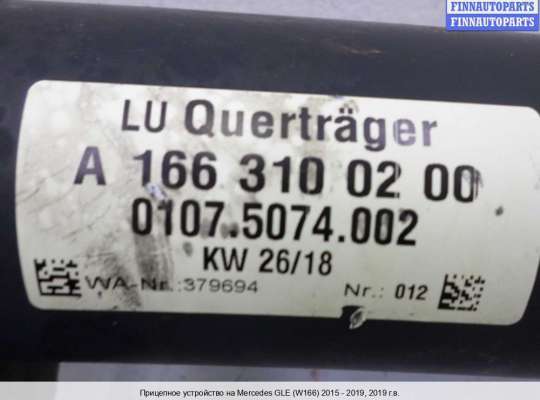 FINNAUTOPARTS
FINNAUTOPARTS
FINNAUTOPARTS
LU Querträger
A 166 310 02 00
0107.5074.002
KW 26/18
WA-Nr.:379694 Nr.: 012
Прицепное устройство на Mercedes GLE (W166) 2015 - 2019, 2019 г.в.